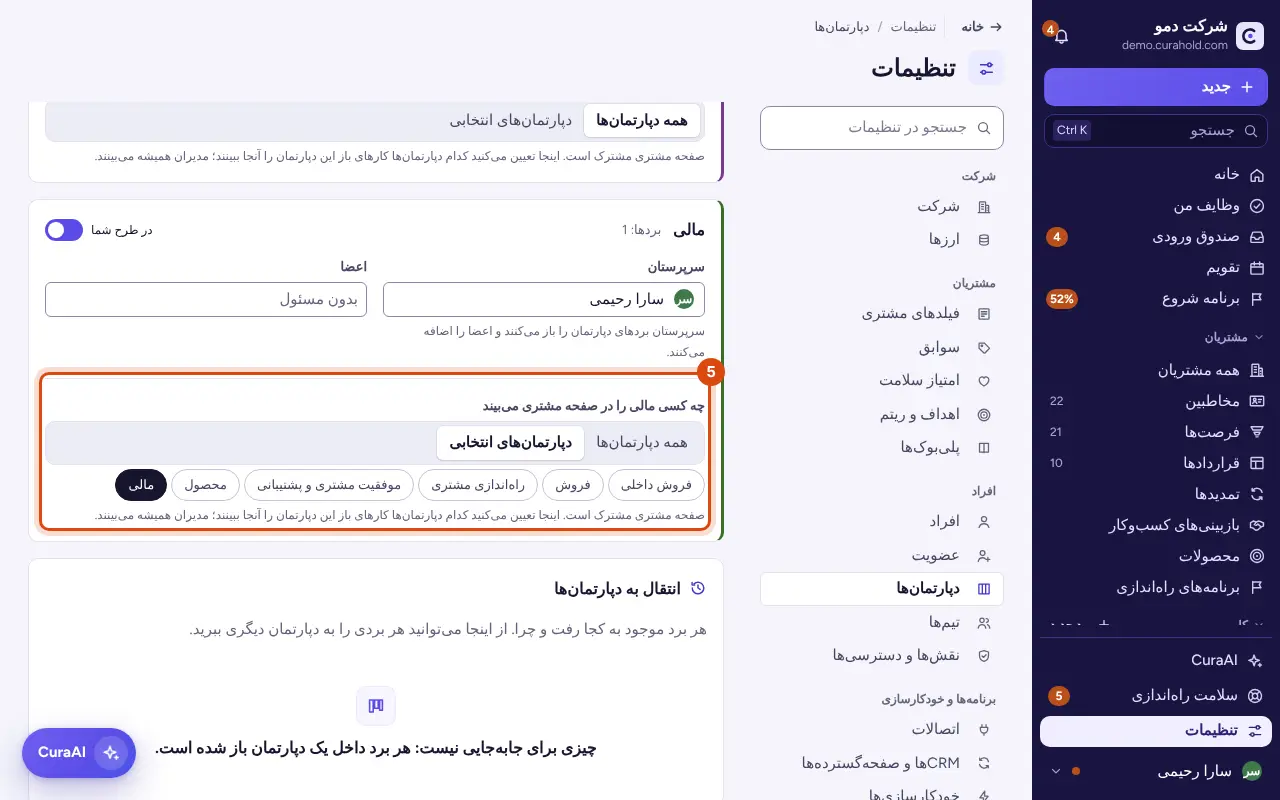 شرکت دمو
demo.curahold.com
4
جدید
جستجو
Ctrl K
خانه
وظایف من
صندوق ورودی
4
تقویم
برنامه شروع
52%
مشتریان
همه مشتریان
مخاطبین
22
فرصت‌ها
21
قراردادها
10
تمدیدها
بازبینی‌های کسب‌وکار
محصولات
برنامه‌های راه‌اندازی
CuraAI
سلامت راه‌اندازی
5
تنظیمات
سارا رحیمی
سر
خانه
تنظیمات / دپارتمان‌ها
تنظیمات
جستجو در تنظیمات
شرکت
شرکت
ارزها
مشتریان
فیلدهای مشتری
سوابق
امتیاز سلامت
اهداف و ریتم
پلی‌بوک‌ها
افراد
افراد
عضویت
دپارتمان‌ها
تیم‌ها
نقش‌ها و دسترسی‌ها
برنامه‌ها و خودکارسازی
اتصالات
CRMها و صفحه‌گسترده‌ها
خودکارسازی‌ها
همه دپارتمان‌ها
دپارتمان‌های انتخابی
صفحه مشتری مشترک است. اینجا تعیین می‌کنید کدام دپارتمان‌ها کارهای باز این دپارتمان را آنجا ببینند؛ مدیران همیشه می‌بینند.
مالی
بردها: 1
در طرح شما
سرپرستان
اعضا
سر
سارا رحیمی
بدون مسئول
سرپرستان بردهای دپارتمان را باز می‌کنند و اعضا را اضافه
می‌کنند.
5
چه کسی مالی را در صفحه مشتری می‌بیند
همه دپارتمان‌ها
دپارتمان‌های انتخابی
فروش داخلی
فروش
راه‌اندازی مشتری
موفقیت مشتری و پشتیبانی
محصول
مالی
صفحه مشتری مشترک است. اینجا تعیین می‌کنید کدام دپارتمان‌ها کارهای باز این دپارتمان را آنجا ببینند؛ مدیران همیشه می‌بینند.
انتقال به دپارتمان‌ها
هر برد موجود به کجا رفت و چرا. از اینجا می‌توانید هر بردی را به دپارتمان دیگری ببرید.
چیزی برای جابه‌جایی نیست: هر برد داخل یک دپارتمان باز شده است.
CuraAI